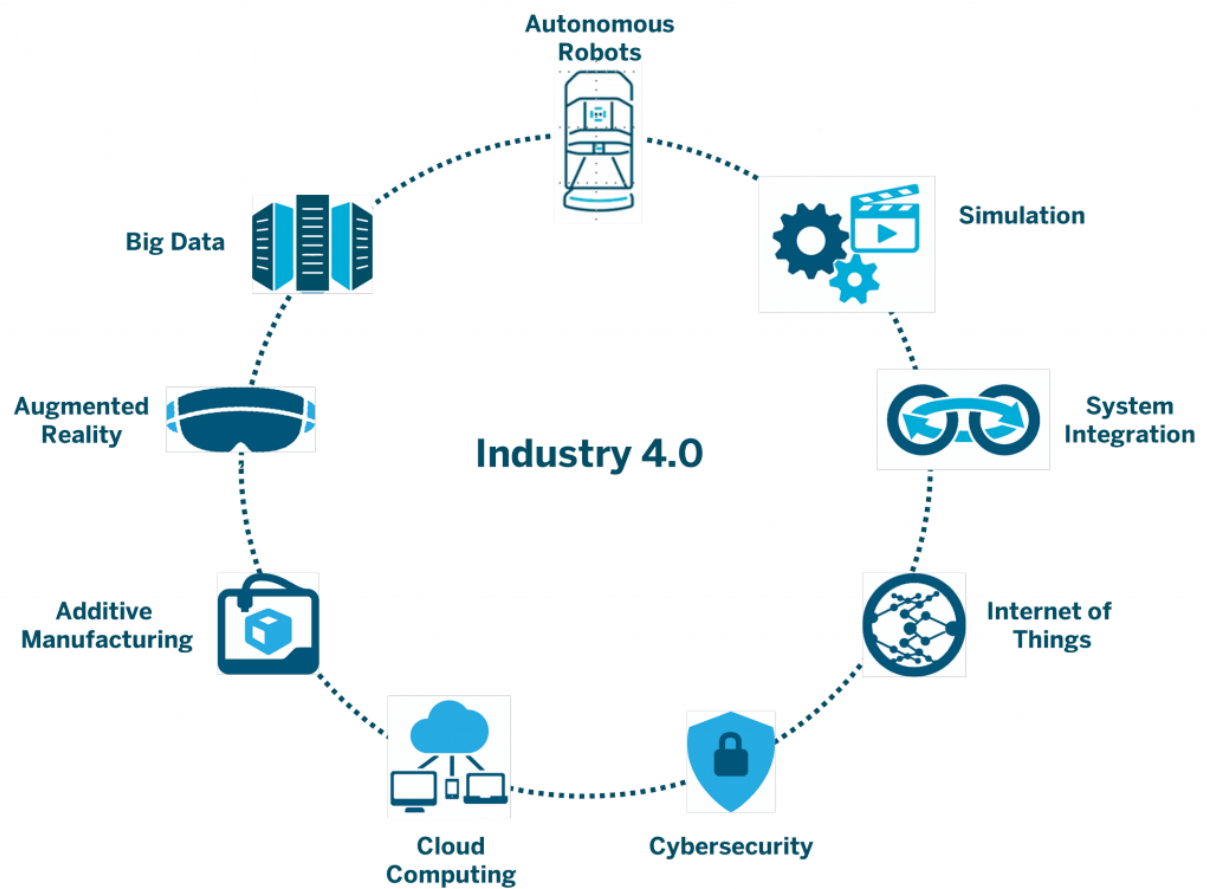 Autonomous
Robots
Simulation
Big Data
System
Integration
Augmented
Reality
Industry 4.0
Internet of
Things
Additive
Manufacturing
Cybersecurity
Cloud
Computing